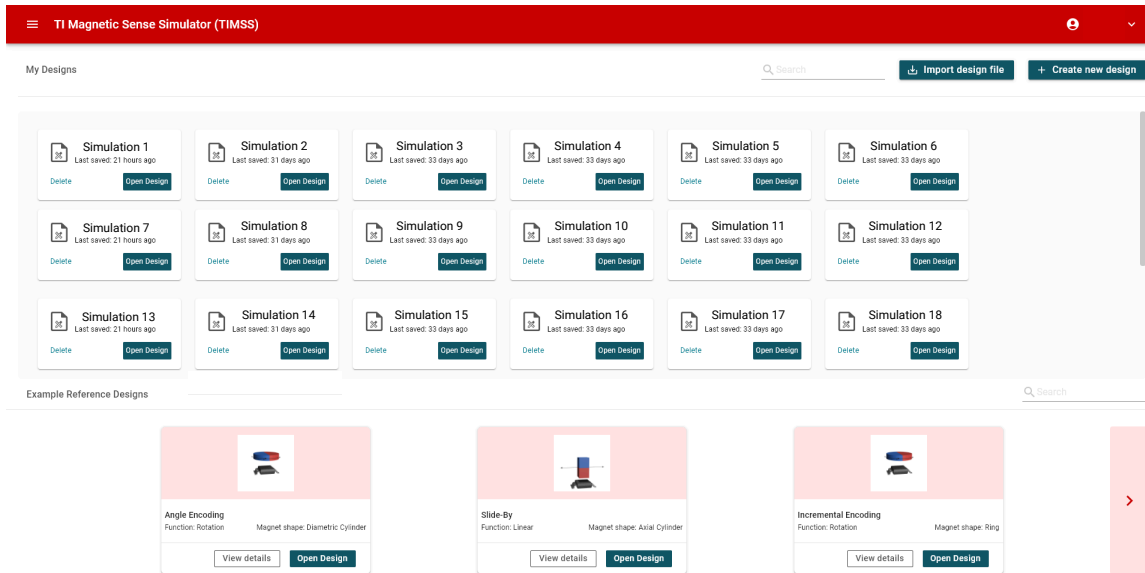 TI Magnetic Sense Simulator (TIMSS)
My Designs
Search
Import design file
+ Create new design
Simulation 1
Last saved: 21 hours ago
Delete
Open Design
Simulation 2
Last saved: 31 days ago
Delete
Open Design
Simulation 3
Last saved: 33 days ago
Delete
Open Design
Simulation 4
Last saved: 33 days ago
Delete
Open Design
Simulation 5
Last saved: 33 days ago
Delete
Open Design
Simulation 6
Last saved: 33 days ago
Delete
Open Design
Simulation 7
Last saved: 21 hours ago
Delete
Open Design
Simulation 8
Last saved: 31 days ago
Delete
Open Design
Simulation 9
Last saved: 33 days ago
Delete
Open Design
Simulation 10
Last saved: 33 days ago
Delete
Open Design
Simulation 11
Last saved: 33 days ago
Delete
Open Design
Simulation 12
Last saved: 33 days ago
Delete
Open Design
Simulation 13
Last saved: 21 hours ago
Delete
Open Design
Simulation 14
Last saved: 31 days ago
Delete
Open Design
Simulation 15
Last saved: 33 days ago
Delete
Open Design
Simulation 16
Last saved: 33 days ago
Delete
Open Design
Simulation 17
Last saved: 33 days ago
Delete
Open Design
Simulation 18
Last saved: 33 days ago
Delete
Open Design
Example Reference Designs
Search
Angle Encoding
Function: Rotation
Magnet shape: Diametric Cylinder
View details
Open Design
Slide-By
Function: Linear
Magnet shape: Axial Cylinder
View details
Open Design
Incremental Encoding
Function: Rotation
Magnet shape: Ring
View details
Open Design